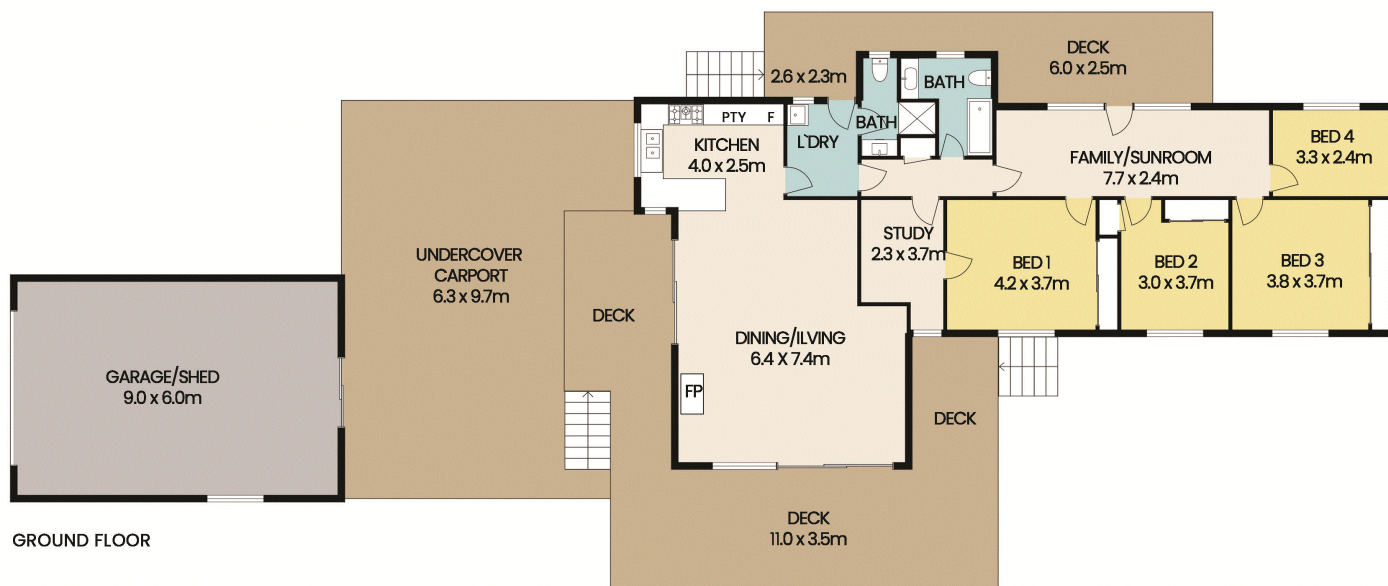 DECK
6.0 x 2.5m
2.6 x 2.3m
BATH
PTY F
BATH
L`DRY
KITCHEN
4.0 x 2.5m
FAMILY/SUNROOM
7.7 x 2.4m
BED 4
3.3 x 2.4m
STUDY
2.3 x 3.7m
UNDERCOVER
CARPORT
6.3 x 9.7m
BED 1
4.2 x 3.7m
BED 2
3.0 x 3.7m
BED 3
3.8 x 3.7m
DECK
DINING/ILVING
6.4 X 7.4m
GARAGE/SHED
9.0 x 6.0m
FP
DECK
DECK
11.0 x 3.5m
GROUND FLOOR